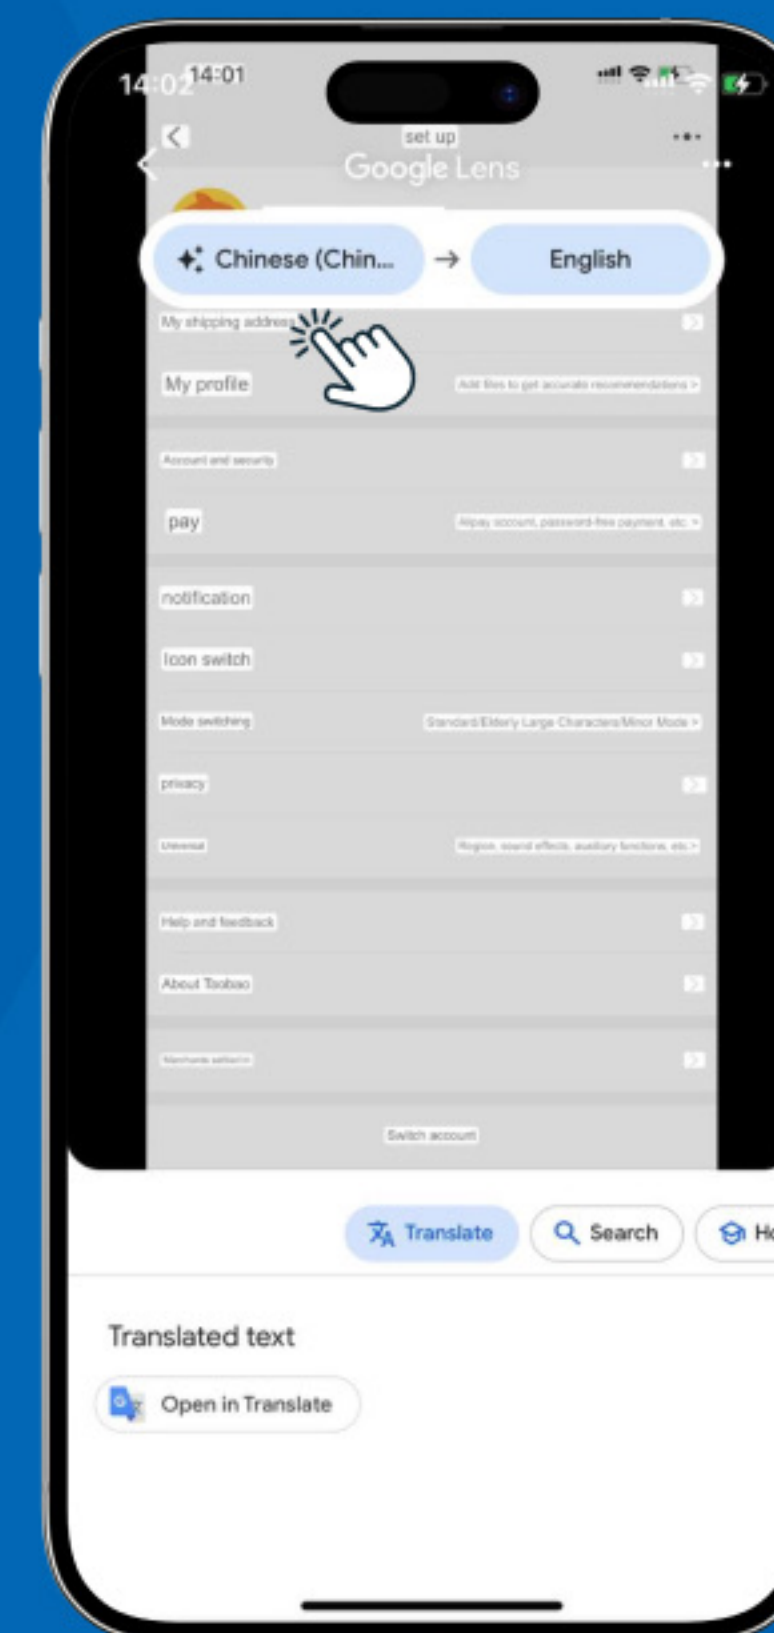 14:02
14:01
set up
Google Lens
Chinese (Chin... → English
My shipping address
My profile
Add files to get accurate recommendations >
Account and security
pay
Alipay account, password-free payment, etc. >
notification
Icon switch
Mode switching
Standard/Elderly Large Characters/Minor Mode >
privacy
Universal
Region, sound effects, auxiliary functions, etc. >
Help and feedback
About Taobao
Switch account
Translate
Search
Ho
Translated text
Open in Translate